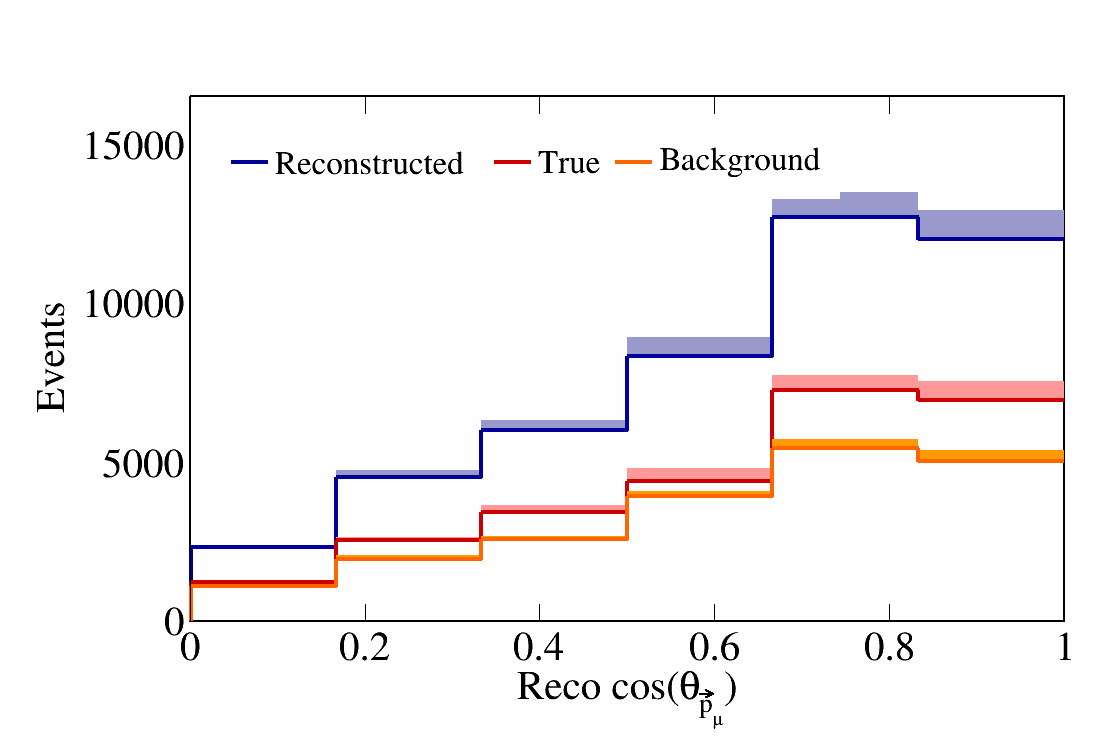 15000
10000
5000
0
Events
Reconstructed
True
Background
0 0.2 0.4 0.6 0.8 1
Reco cos(θp⃗μ)